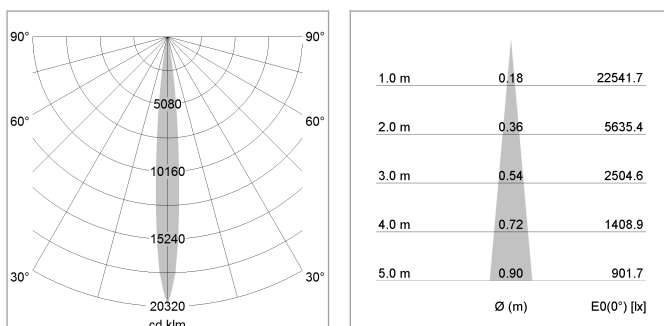 90° 90°
5080
60° 60°
10160
15240
30° 30°
20320
cd klm
1.0 m 0.18 22541.7
2.0 m 0.36 5635.4
3.0 m 0.54 2504.6
4.0 m 0.72 1408.9
5.0 m 0.90 901.7
Ø (m) E0(0°) [lx]